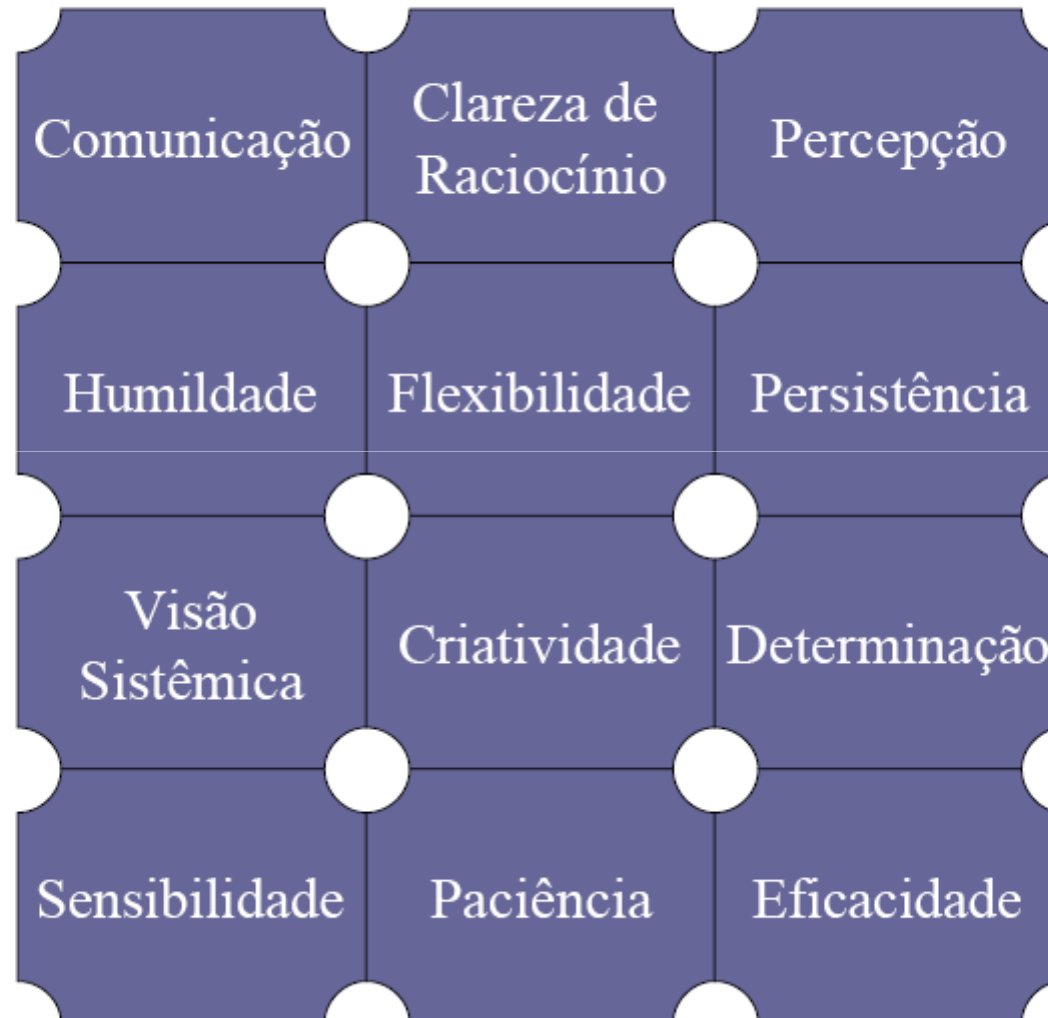 Comunicação
Clareza de
Raciocínio
Percepção
Humildade
Flexibilidade
Persistência
Visão
Sistêmica
Criatividade
Determinação
Sensibilidade
Paciência
Eficacidade